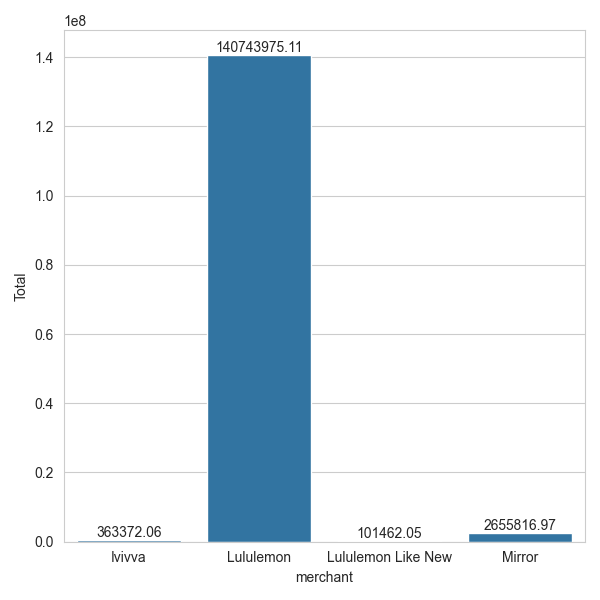 1e8
140743975.11
1.4
1.2
1.0
0.8
Total
0.6
0.4
0.2
2655816.97
363372.06
101462.05
0.0
Ivivva
Lululemon
Lululemon Like New
Mirror
merchant